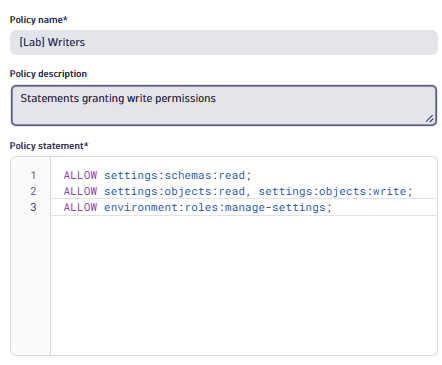 Policy name*
[Lab] Writers
Policy description
Statements granting write permissions
Policy statement*
1 ALLOW settings:schemas:read;
2 ALLOW settings:objects:read, settings:objects:write;
3 ALLOW environment:roles:manage-settings;